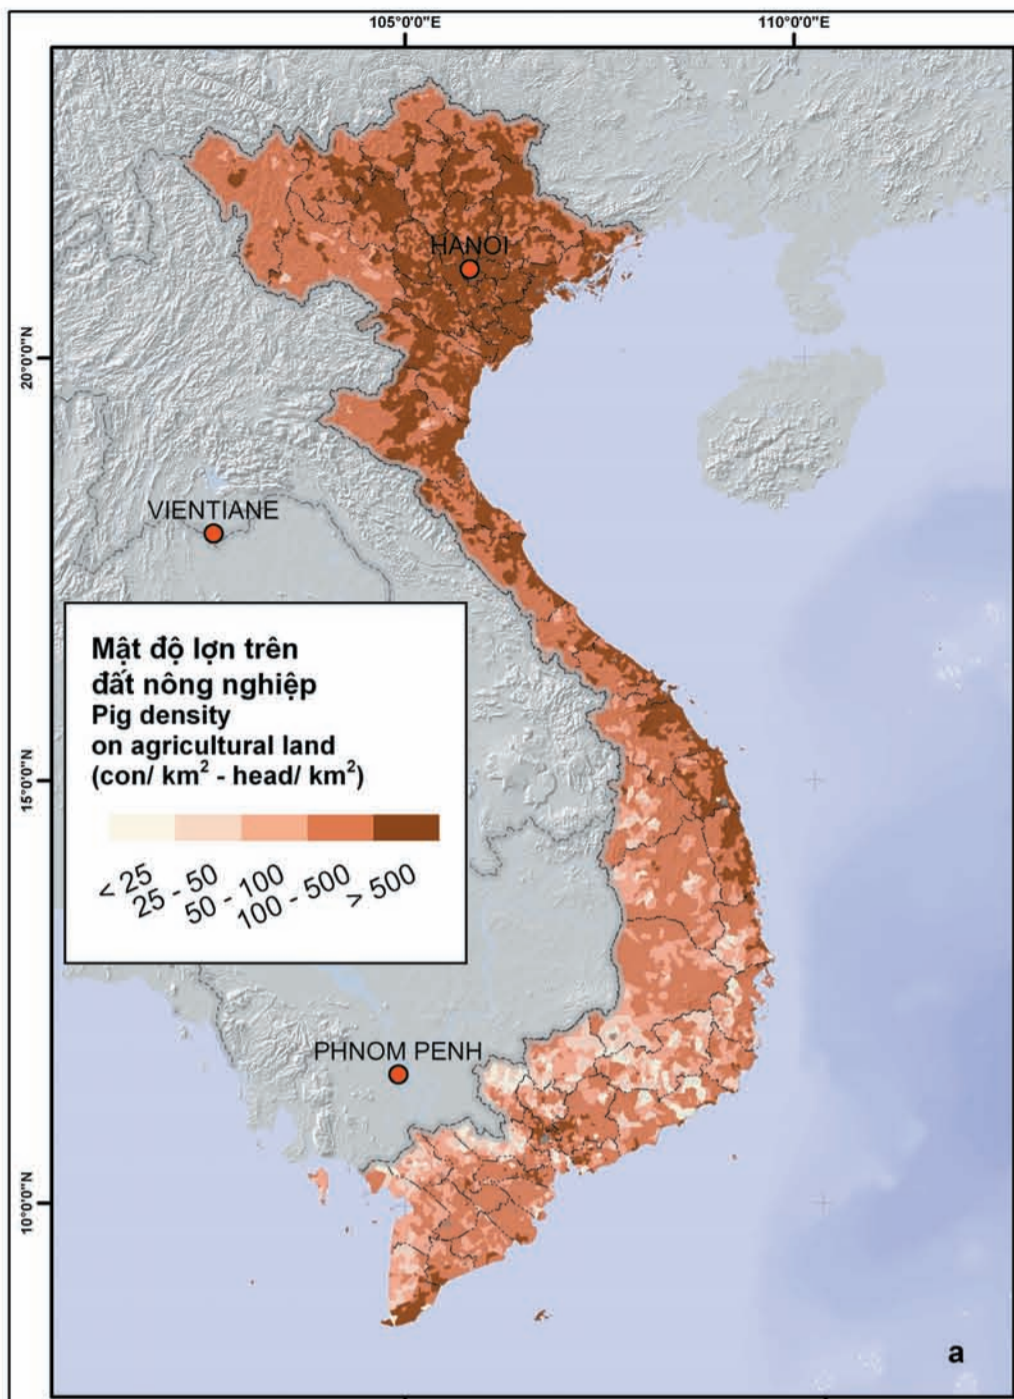 105°0'0"E
110°0'0"E
HANOI
20°0'0"N
VIENTIANE
Mật độ lợn trên
đất nông nghiệp
Pig density
on agricultural land
(con/ km² - head/ km²)
< 25
25 - 50
50 - 100
100 - 500
> 500
15°0'0"N
PHNOM PENH
10°0'0"N
a